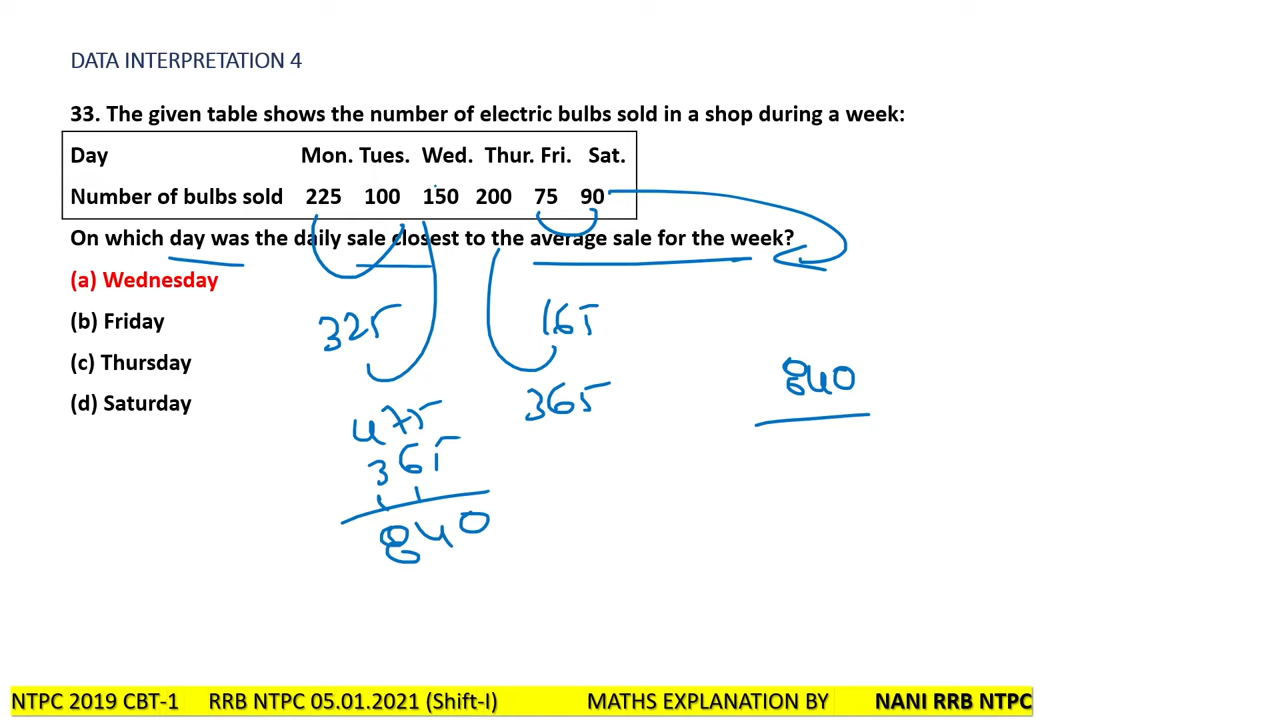 DATA INTERPRETATION 4
33. The given table shows the number of electric bulbs sold in a shop during a week:
Day Mon. Tues. Wed. Thur. Fri. Sat.
Number of bulbs sold 225 100 150 200 75 90
On which day was the daily sale closest to the average sale for the week?
(a) Wednesday
(b) Friday
(c) Thursday
(d) Saturday
325 165
840
365
475
365
840
NTPC 2019 CBT-1 RRB NTPC 05.01.2021 (Shift-I) MATHS EXPLANATION BY NANI RRB NTPC